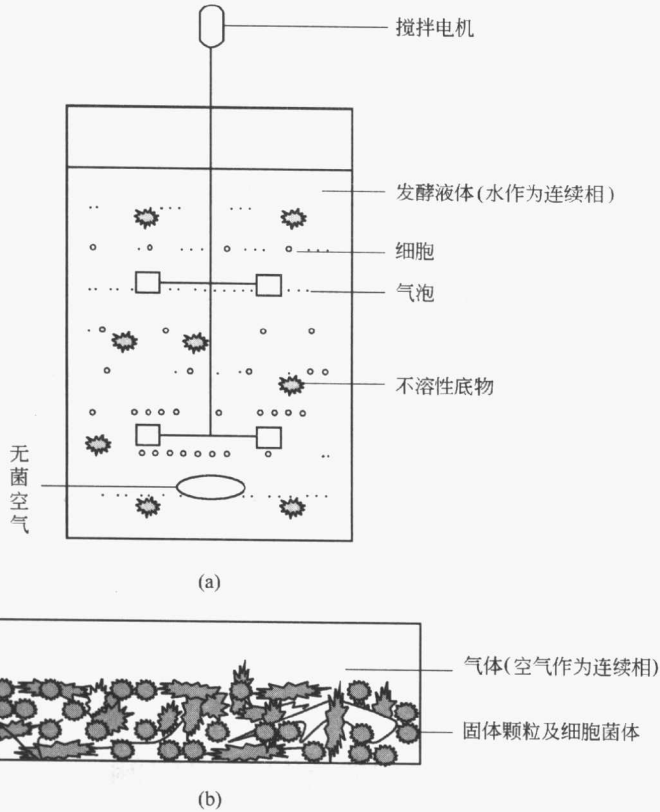 搅拌电机
发酵液体(水作为连续相)
细胞
气泡
不溶性底物
无菌空气
(a)
气体(空气作为连续相)
固体颗粒及细胞菌体
(b)